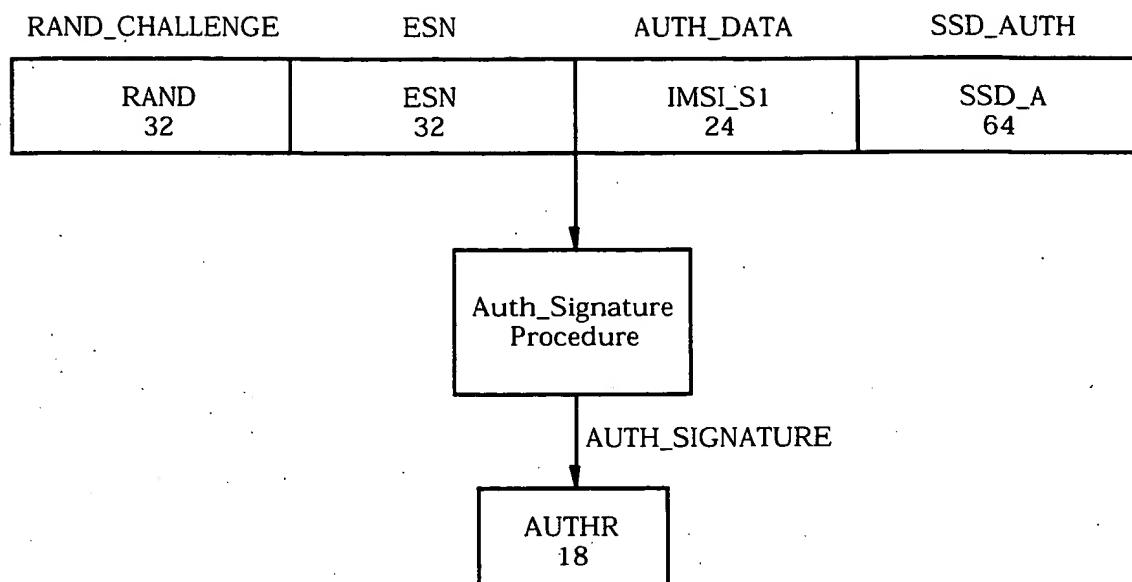 RAND_CHALLENGE ESN AUTH_DATA SSD_AUTH
RAND ESN IMSI_S1 SSD_A
32 32 24 64
Auth_Signature
Procedure
AUTH_SIGNATURE
AUTHR
18